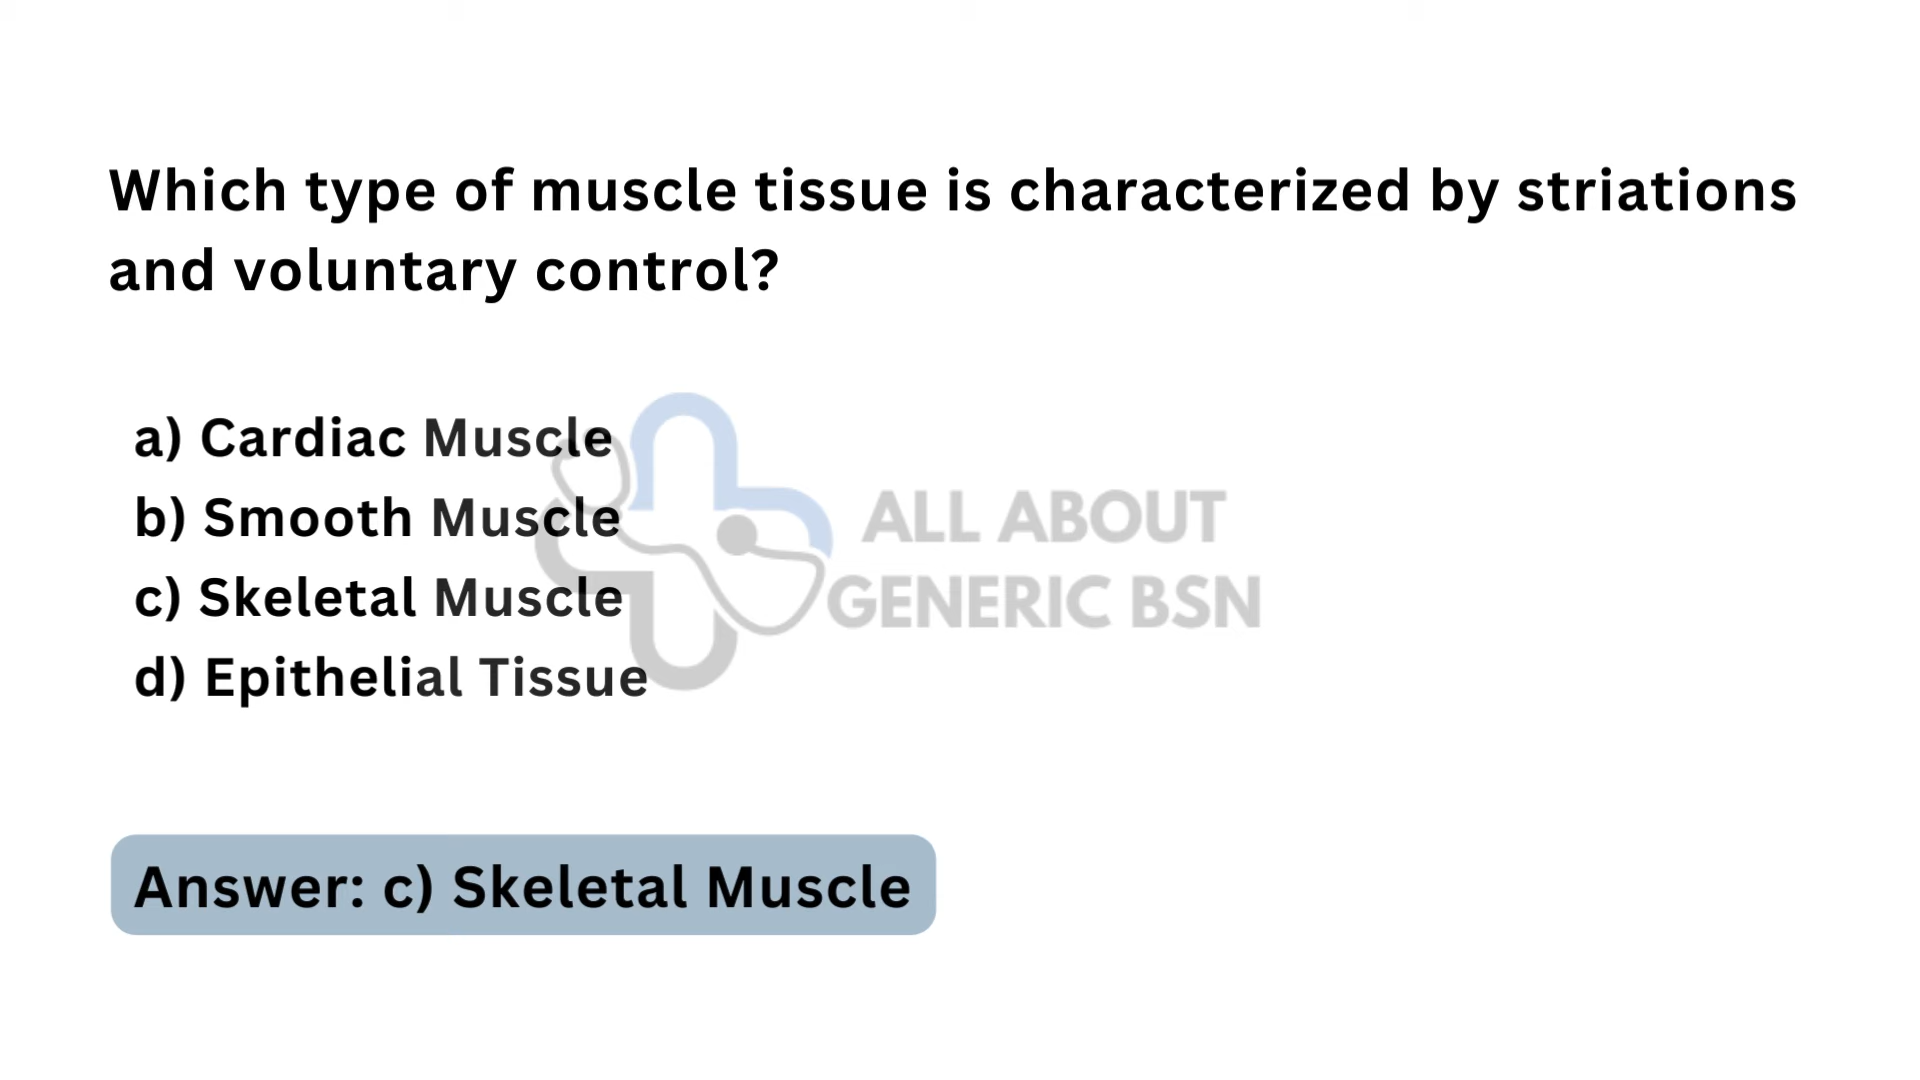 Which type of muscle tissue is characterized by striations
and voluntary control?
a) Cardiac Muscle
b) Smooth Muscle
c) Skeletal Muscle
d) Epithelial Tissue
ALL ABOUT
GENERIC BSN
Answer: c) Skeletal Muscle